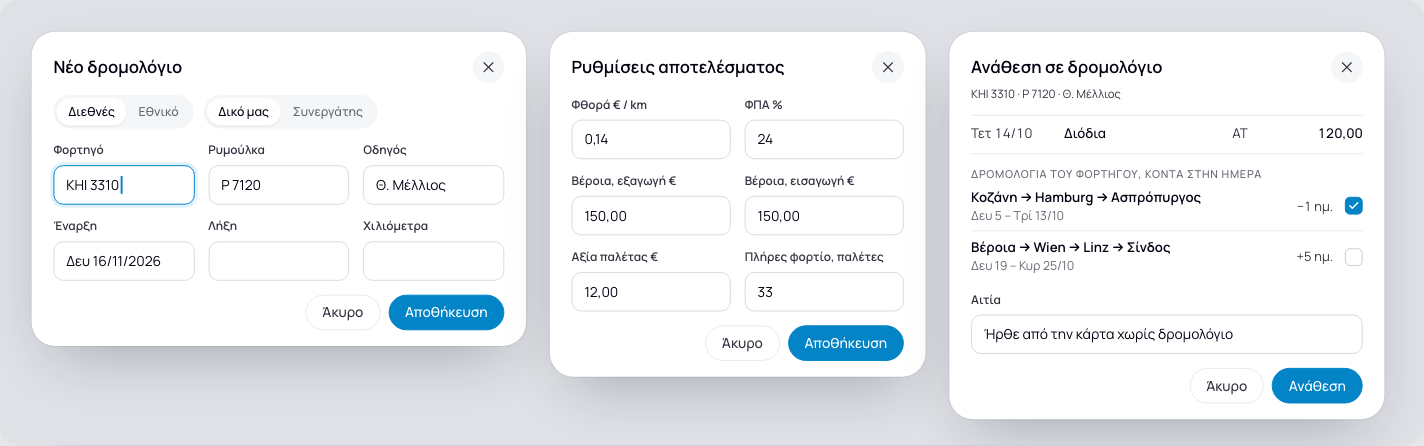 Νέο δρομολόγιο
Διεθνές Εθνικό Δικό μας Συνεργάτης
Φορτηγό Ρυμούλκα Οδηγός
ΚΗΙ 3310 Ρ 7120 Θ. Μέλλιος
Έναρξη Λήξη Χιλιόμετρα
Δευ 16/11/2026
Άκυρο Αποθήκευση
Ρυθμίσεις αποτελέσματος
Φθορά € / km ΦΠΑ %
0,14 24
Βέροια, εξαγωγή € Βέροια, εισαγωγή €
150,00 150,00
Αξία παλέτας € Πλήρες φορτίο, παλέτες
12,00 33
Άκυρο Αποθήκευση
Ανάθεση σε δρομολόγιο
ΚΗΙ 3310 · Ρ 7120 · Θ. Μέλλιος
Τετ 14/10 Διόδια ΑΤ 120,00
ΔΡΟΜΟΛΟΓΙΑ ΤΟΥ ΦΟΡΤΗΓΟΥ, ΚΟΝΤΑ ΣΤΗΝ ΗΜΕΡΑ
Κοζάνη → Hamburg → Ασπρόπυργος
Δευ 5 – Τρί 13/10 −1 ημ.
Βέροια → Wien → Linz → Σίνδος
Δευ 19 – Κυρ 25/10 +5 ημ.
Αιτία
Ήρθε από την κάρτα χωρίς δρομολόγιο
Άκυρο Ανάθεση